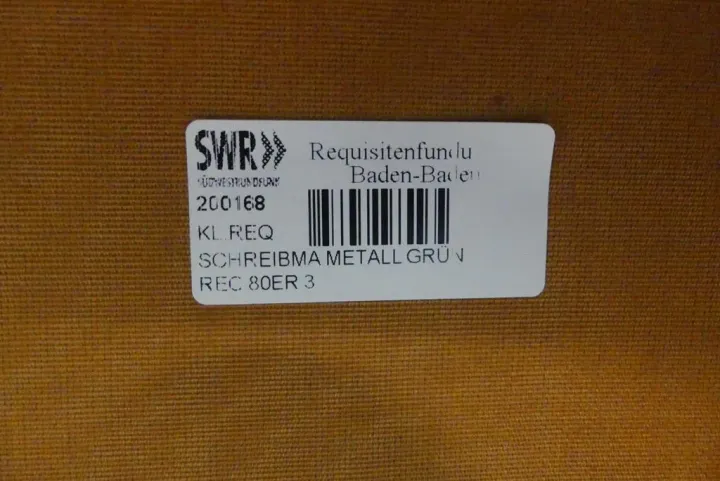 SWR»
SÜDWESTRUNDFUNK
Requisitenfundu
Baden-Baden
200168
KL.REQ
SCHREIBMA METALL GRÜN
REC 80ER 3